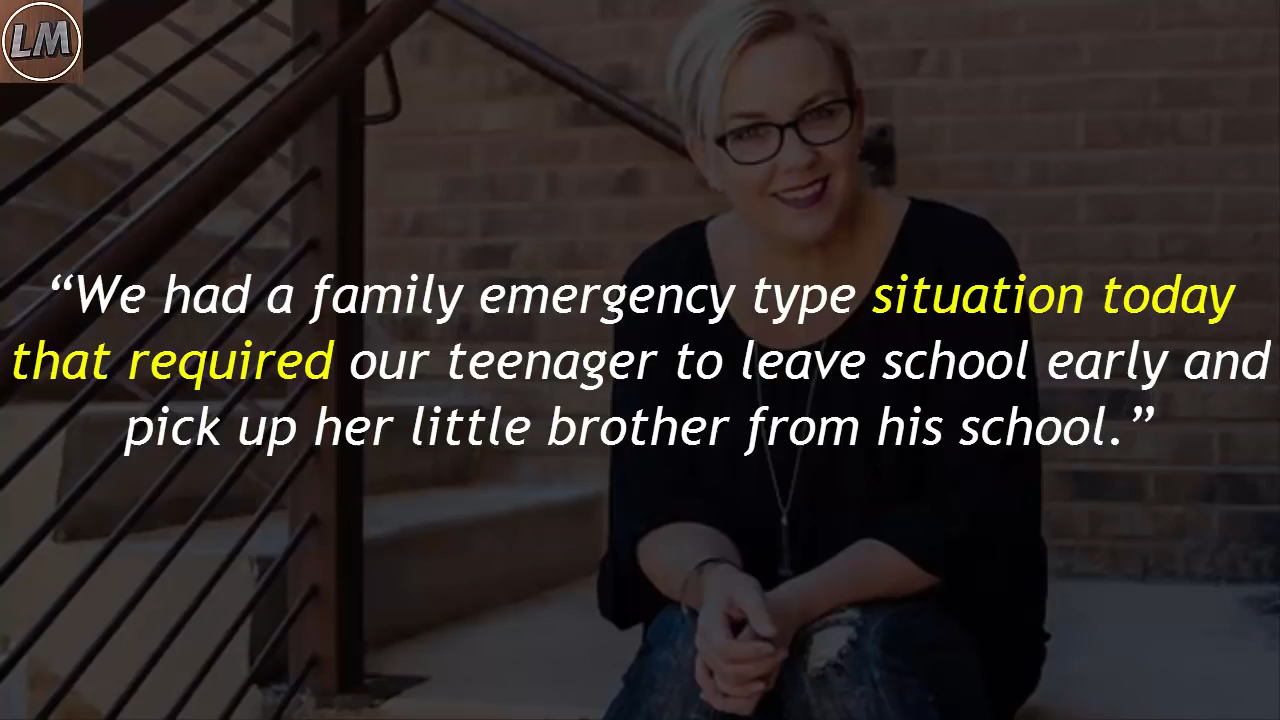 LM
“We had a family emergency type situation today
that required our teenager to leave school early and
pick up her little brother from his school.”